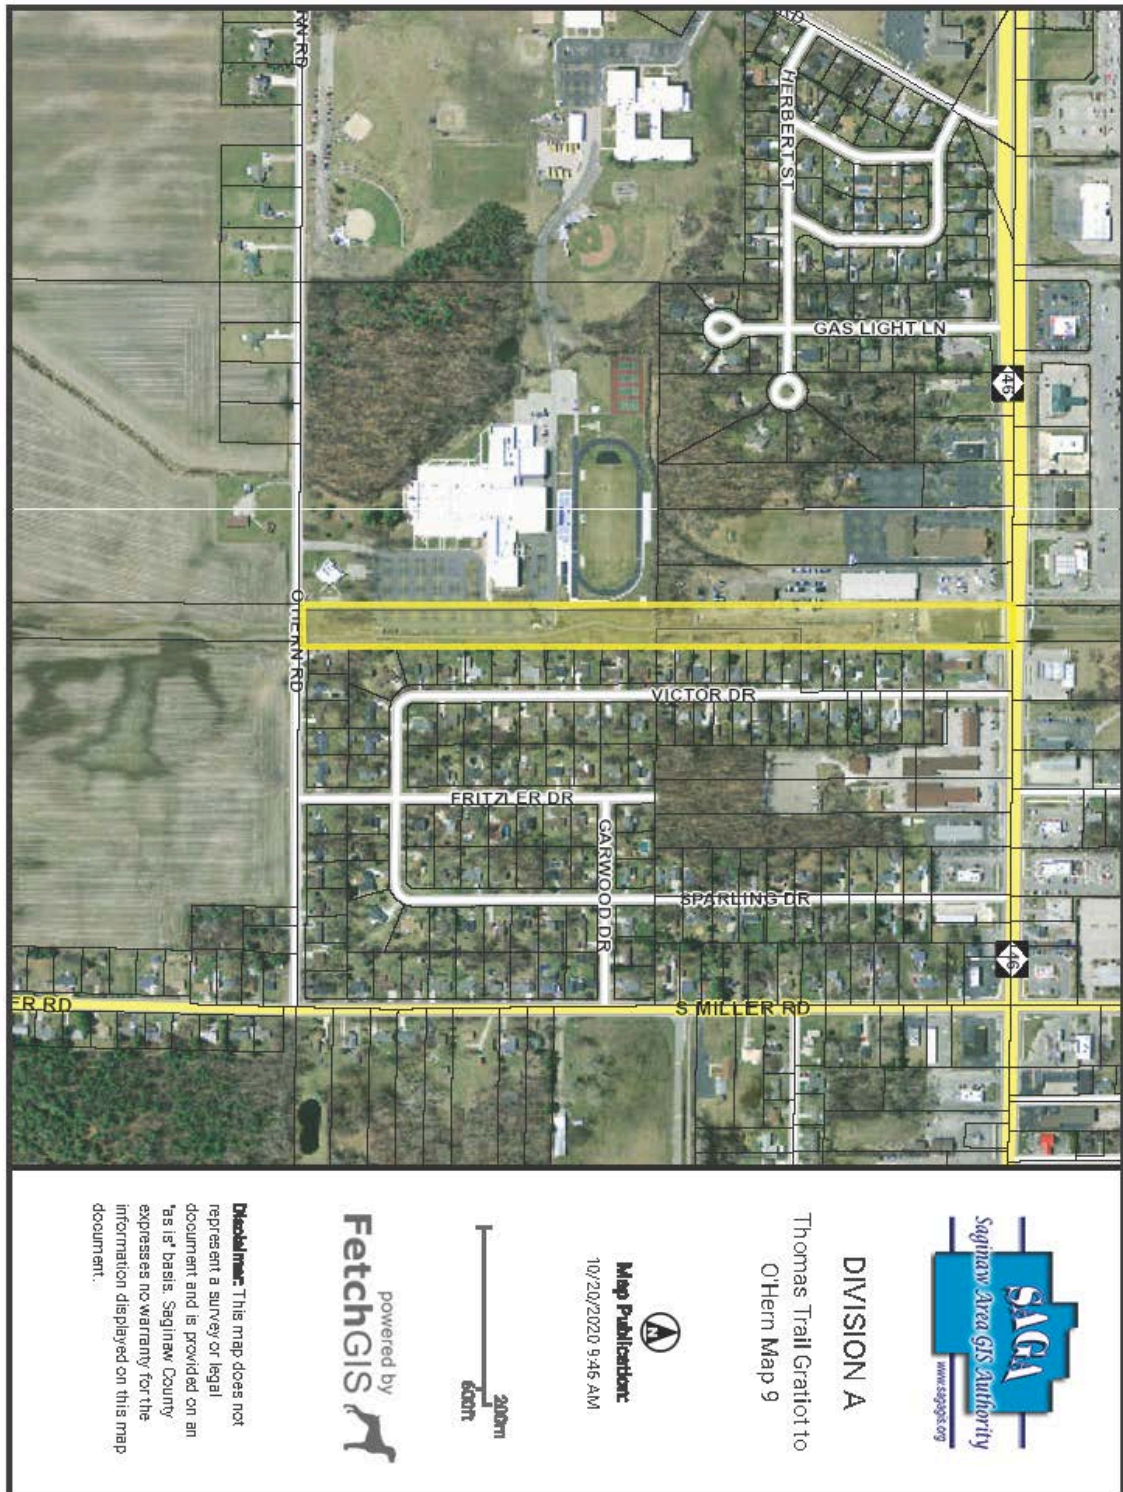 SAGA
Saginaw Area GIS Authority
www.sagagis.org
DIVISION A
Thomas Trail Gratiot to
O'Hern Map 9
N
Map Publication:
10/20/2020 9:45 AM
200m
600ft
powered by
FetchGIS
Disclaimer: This map does not
represent a survey or legal
document and is provided on an
"as is" basis. Saginaw County
expresses no warranty for the
information displayed on this map
document.
46
46
HERBERT ST
GAS LIGHT LN
VICTOR DR
FRITZLER DR
GARWOOD DR
SPARLING DR
S MILLER RD
ER RD
O'HERN RD
RN RD